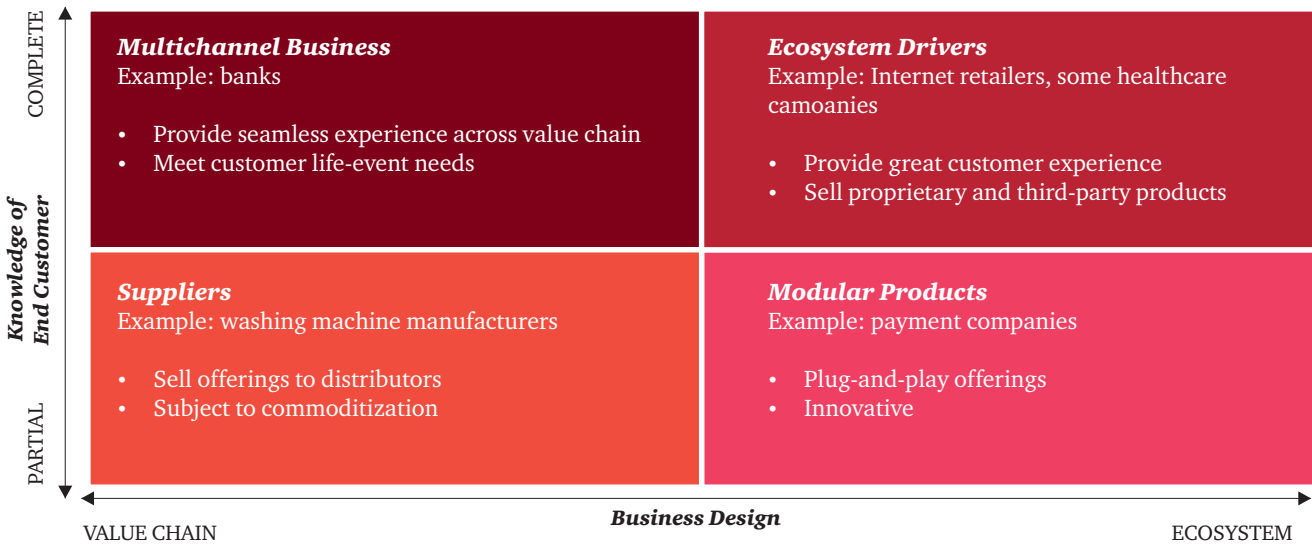 COMPLETE
Knowledge of
End Customer
PARTIAL
Multichannel Business
Example: banks
• Provide seamless experience across value chain
• Meet customer life-event needs
Ecosystem Drivers
Example: Internet retailers, some healthcare
camoanies
• Provide great customer experience
• Sell proprietary and third-party products
Suppliers
Example: washing machine manufacturers
• Sell offerings to distributors
• Subject to commoditization
Modular Products
Example: payment companies
• Plug-and-play offerings
• Innovative
VALUE CHAIN
Business Design
ECOSYSTEM